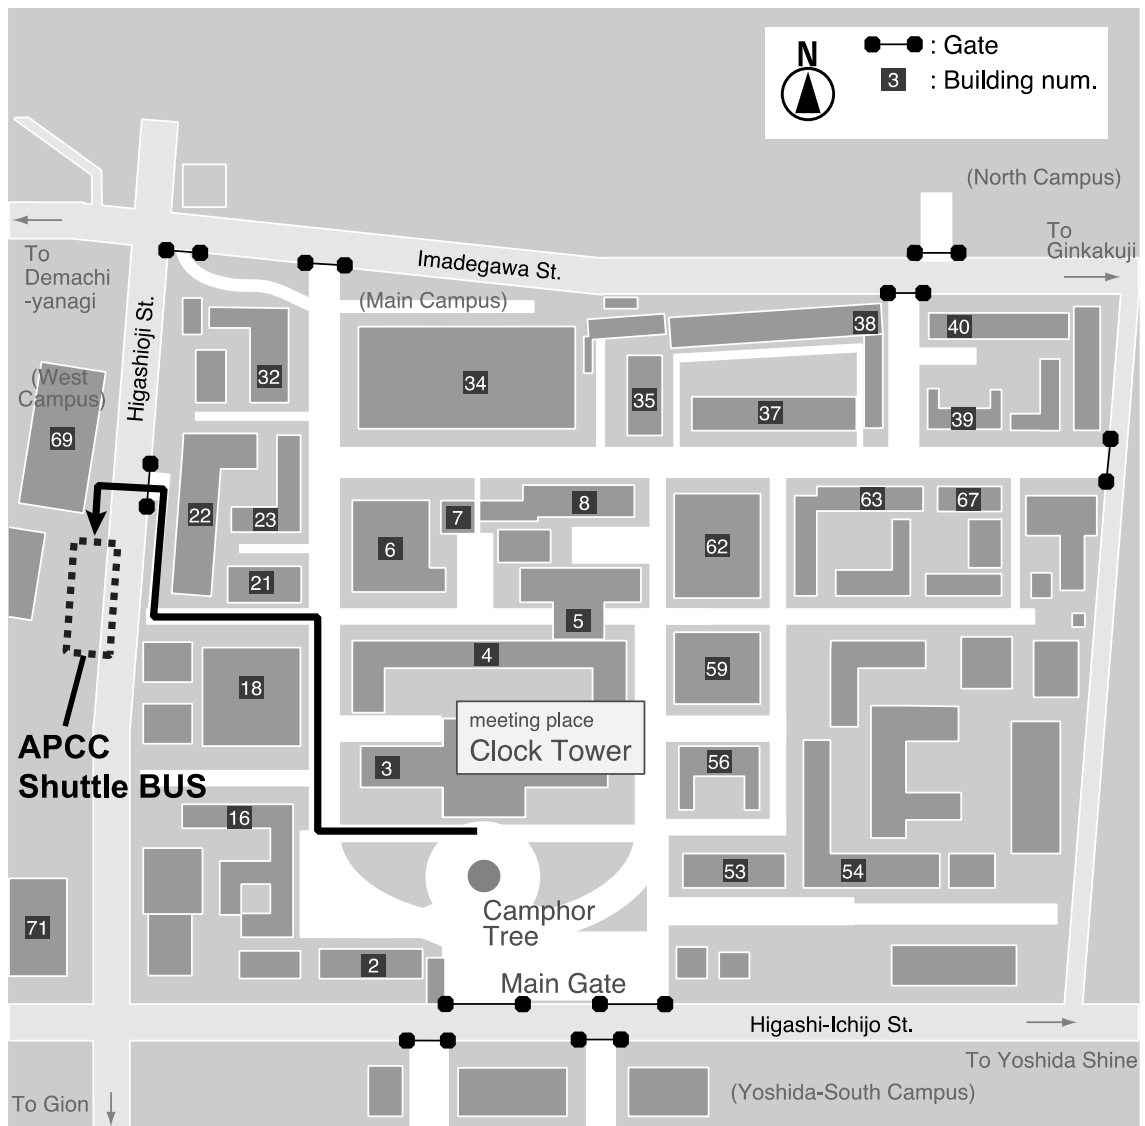 N
: Gate
3 : Building num.
(North Campus)
To
Ginkakuji
To
Demachi
-yanagi
Imadegawa St.
(Main Campus)
Higashioji St.
(West
Campus)
69
32
34
35
38
37
40
39
22
23
21
6
7
8
5
62
63
67
4
59
18
meeting place
Clock Tower
3
56
APCC
Shuttle BUS
16
53
54
Camphor
Tree
71
2
Main Gate
Higashi-Ichijo St.
To Yoshida Shine
(Yoshida-South Campus)
To Gion